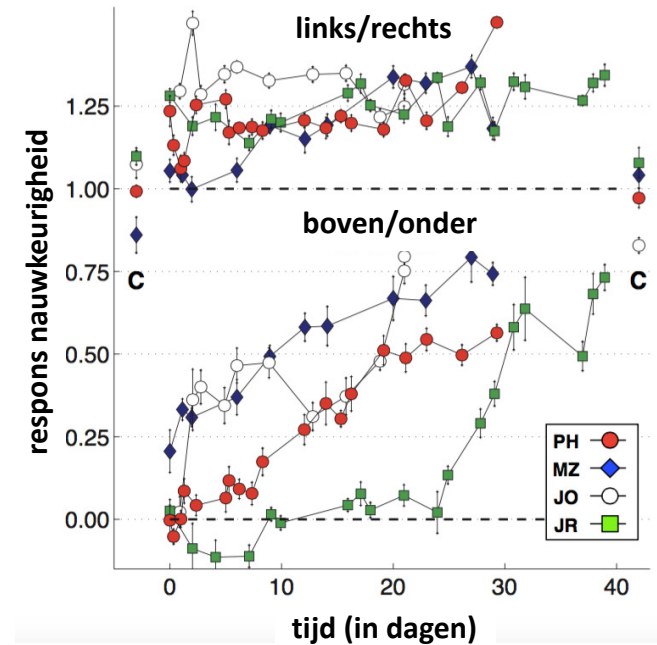 links/rechts
1.25
1.00
boven/onder
C
C
0.75
0.50
0.25
0.00
PH
MZ
JO
JR
0
10
20
30
40
respons nauwkeurigheid
tijd (in dagen)